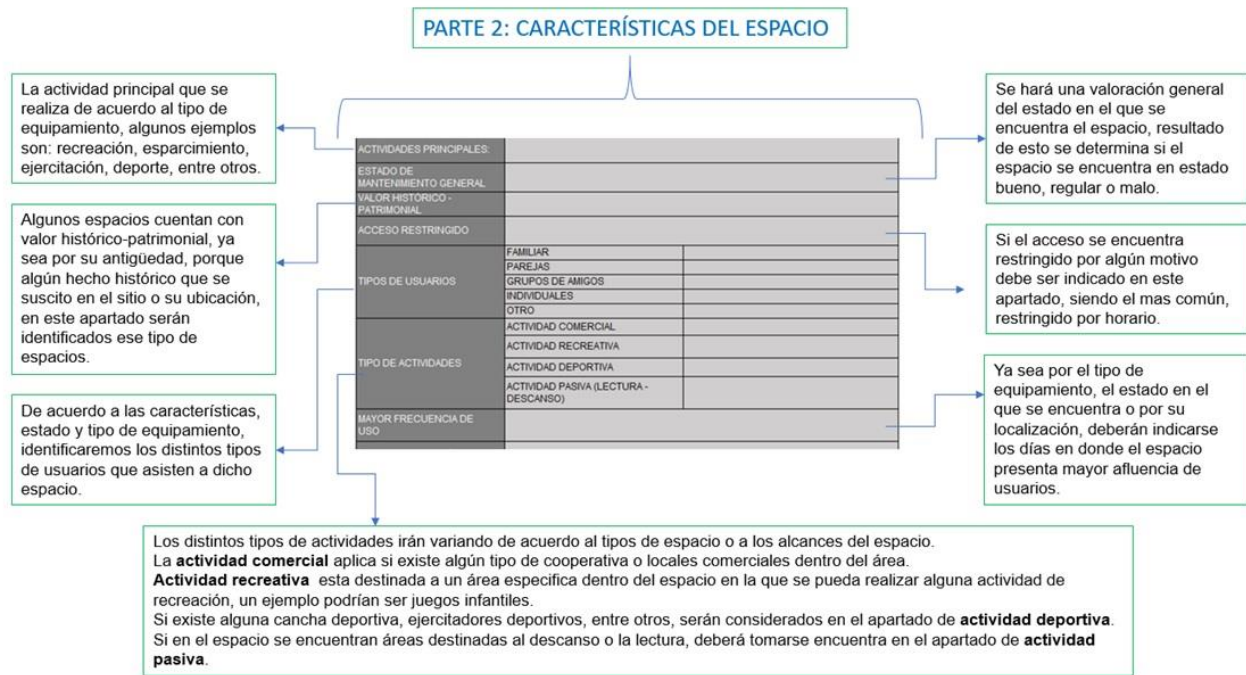 PARTE 2: CARACTERÍSTICAS DEL ESPACIO
La actividad principal que se
realiza de acuerdo al tipo de
equipamiento, algunos ejemplos
son: recreación, esparcimiento,
ejercitación, deporte, entre otros.
Algunos espacios cuentan con
valor histórico-patrimonial, ya
sea por su antigüedad, porque
algún hecho histórico que se
suscito en el sitio o su ubicación,
en este apartado serán
identificados ese tipo de
espacios.
De acuerdo a las características,
estado y tipo de equipamiento,
identificaremos los distintos tipos
de usuarios que asisten a dicho
espacio.
ACTIVIDADES PRINCIPALES:
ESTADO DE
MANTENIMIENTO GENERAL
VALOR HISTÓRICO -
PATRIMONIAL
ACCESO RESTRINGIDO
TIPOS DE USUARIOS
FAMILIAR
PAREJAS
GRUPOS DE AMIGOS
INDIVIDUALES
OTRO
TIPO DE ACTIVIDADES
ACTIVIDAD COMERCIAL
ACTIVIDAD RECREATIVA
ACTIVIDAD DEPORTIVA
ACTIVIDAD PASIVA (LECTURA -
DESCANSO)
MAYOR FRECUENCIA DE
USO
Se hará una valoración general
del estado en el que se
encuentra el espacio, resultado
de esto se determina si el
espacio se encuentra en estado
bueno, regular o malo.
Si el acceso se encuentra
restringido por algún motivo
debe ser indicado en este
apartado, siendo el mas común,
restringido por horario.
Ya sea por el tipo de
equipamiento, el estado en el
que se encuentra o por su
localización, deberán indicarse
los días en donde el espacio
presenta mayor afluencia de
usuarios.
Los distintos tipos de actividades irán variando de acuerdo al tipos de espacio o a los alcances del espacio.
La actividad comercial aplica si existe algún tipo de cooperativa o locales comerciales dentro del área.
Actividad recreativa esta destinada a un área especifica dentro del espacio en la que se pueda realizar alguna actividad de
recreación, un ejemplo podrían ser juegos infantiles.
Si existe alguna cancha deportiva, ejercitadores deportivos, entre otros, serán considerados en el apartado de actividad deportiva.
Si en el espacio se encuentran áreas destinadas al descanso o la lectura, deberá tomarse encuentra en el apartado de actividad
pasiva.